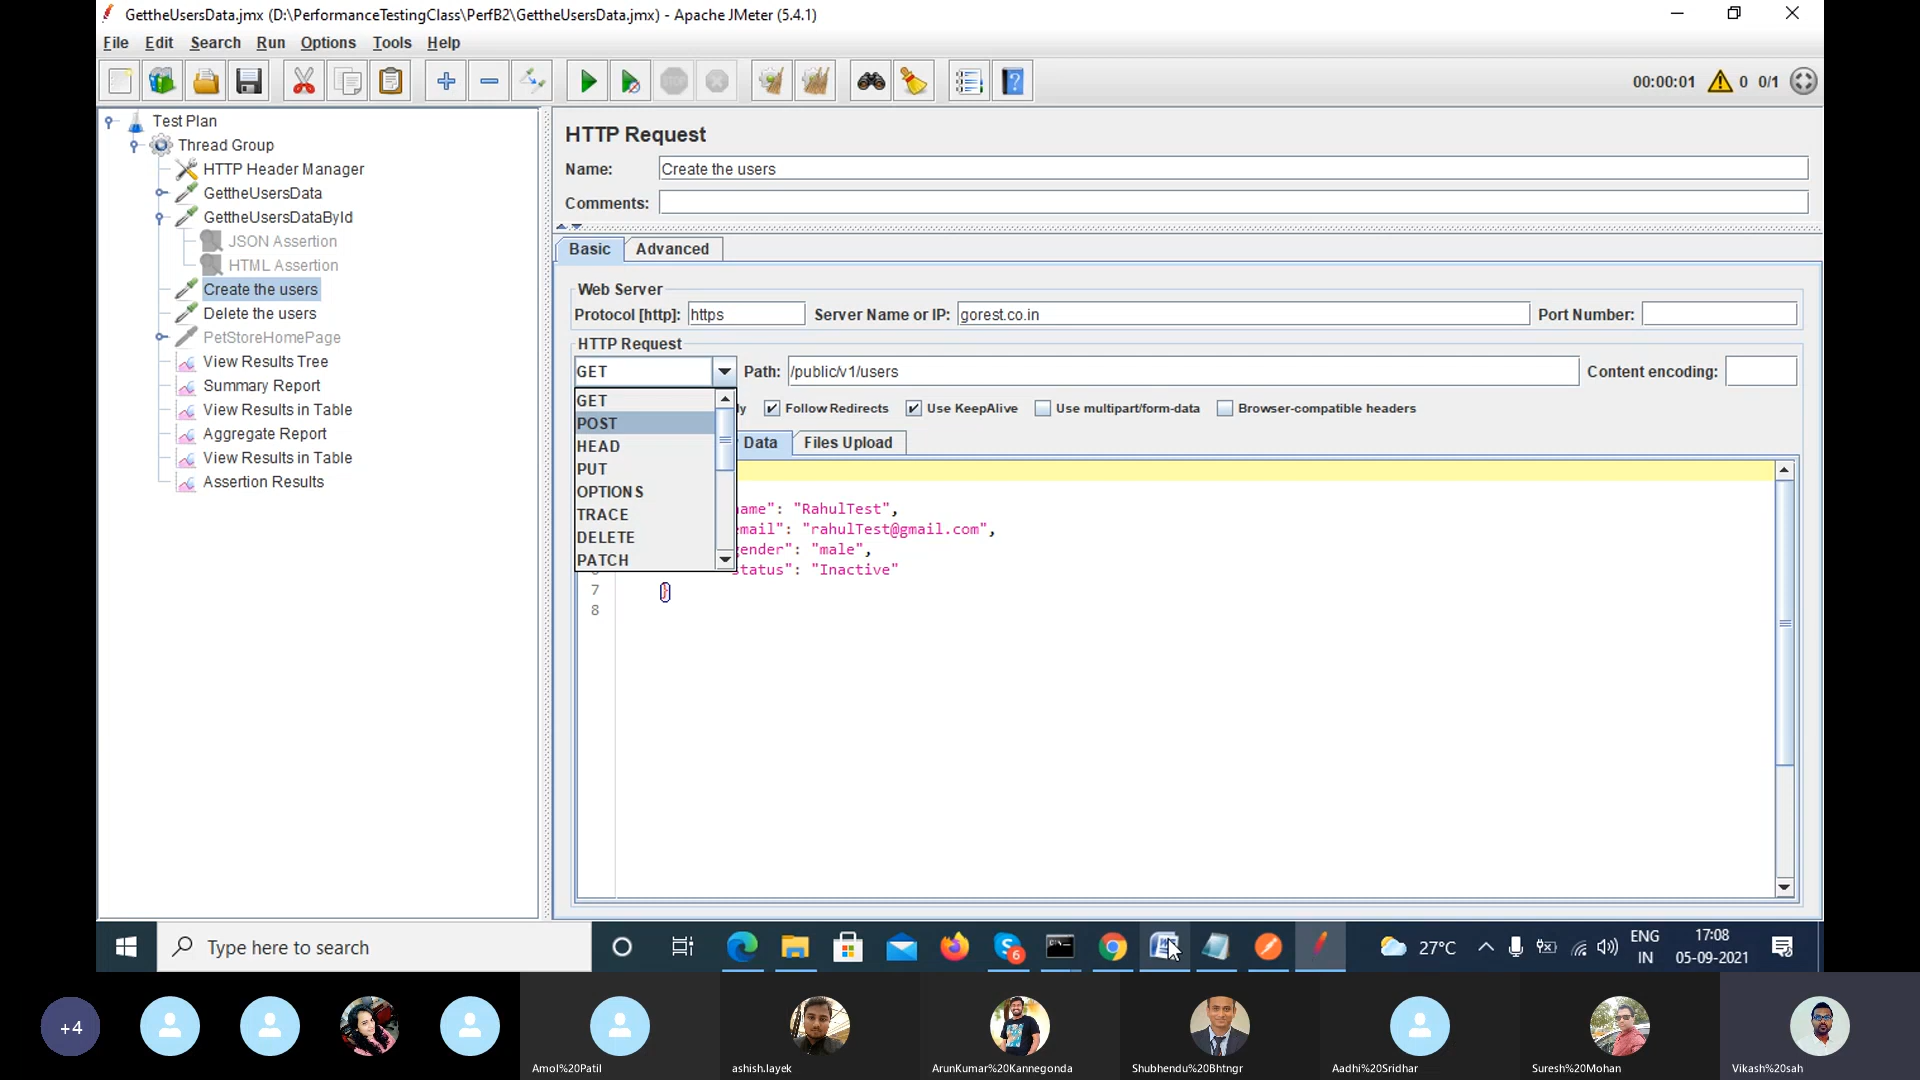 GettheUsersData.jmx (D:\PerformanceTestingClass\PerfB2\GettheUsersData.jmx) - Apache JMeter (5.4.1)
File Edit Search Run Options Tools Help
00:00:01 0 0/1
Test Plan
Thread Group
HTTP Header Manager
GettheUsersData
GettheUsersDataById
JSON Assertion
HTML Assertion
Create the users
Delete the users
PetStoreHomePage
View Results Tree
Summary Report
View Results in Table
Aggregate Report
View Results in Table
Assertion Results
HTTP Request
Name: Create the users
Comments:
Basic Advanced
Web Server
Protocol [http]: https Server Name or IP: gorest.co.in Port Number:
HTTP Request
GET Path: /public/v1/users Content encoding:
GET
POST
HEAD
PUT
OPTIONS
TRACE
DELETE
PATCH
ly Follow Redirects Use KeepAlive Use multipart/form-data Browser-compatible headers
Data Files Upload
ame": "RahulTest",
email": "rahulTest@gmail.com",
gender": "male",
status": "Inactive"
7 }
8
Type here to search
6
27°C
ENG
IN
17:08
05-09-2021
+4
Amol%20Patil
ashish.layek
ArunKumar%20Kannegonda
Shubhendu%20Bhtngr
Aadhi%20Sridhar
Suresh%20Mohan
Vikash%20sah